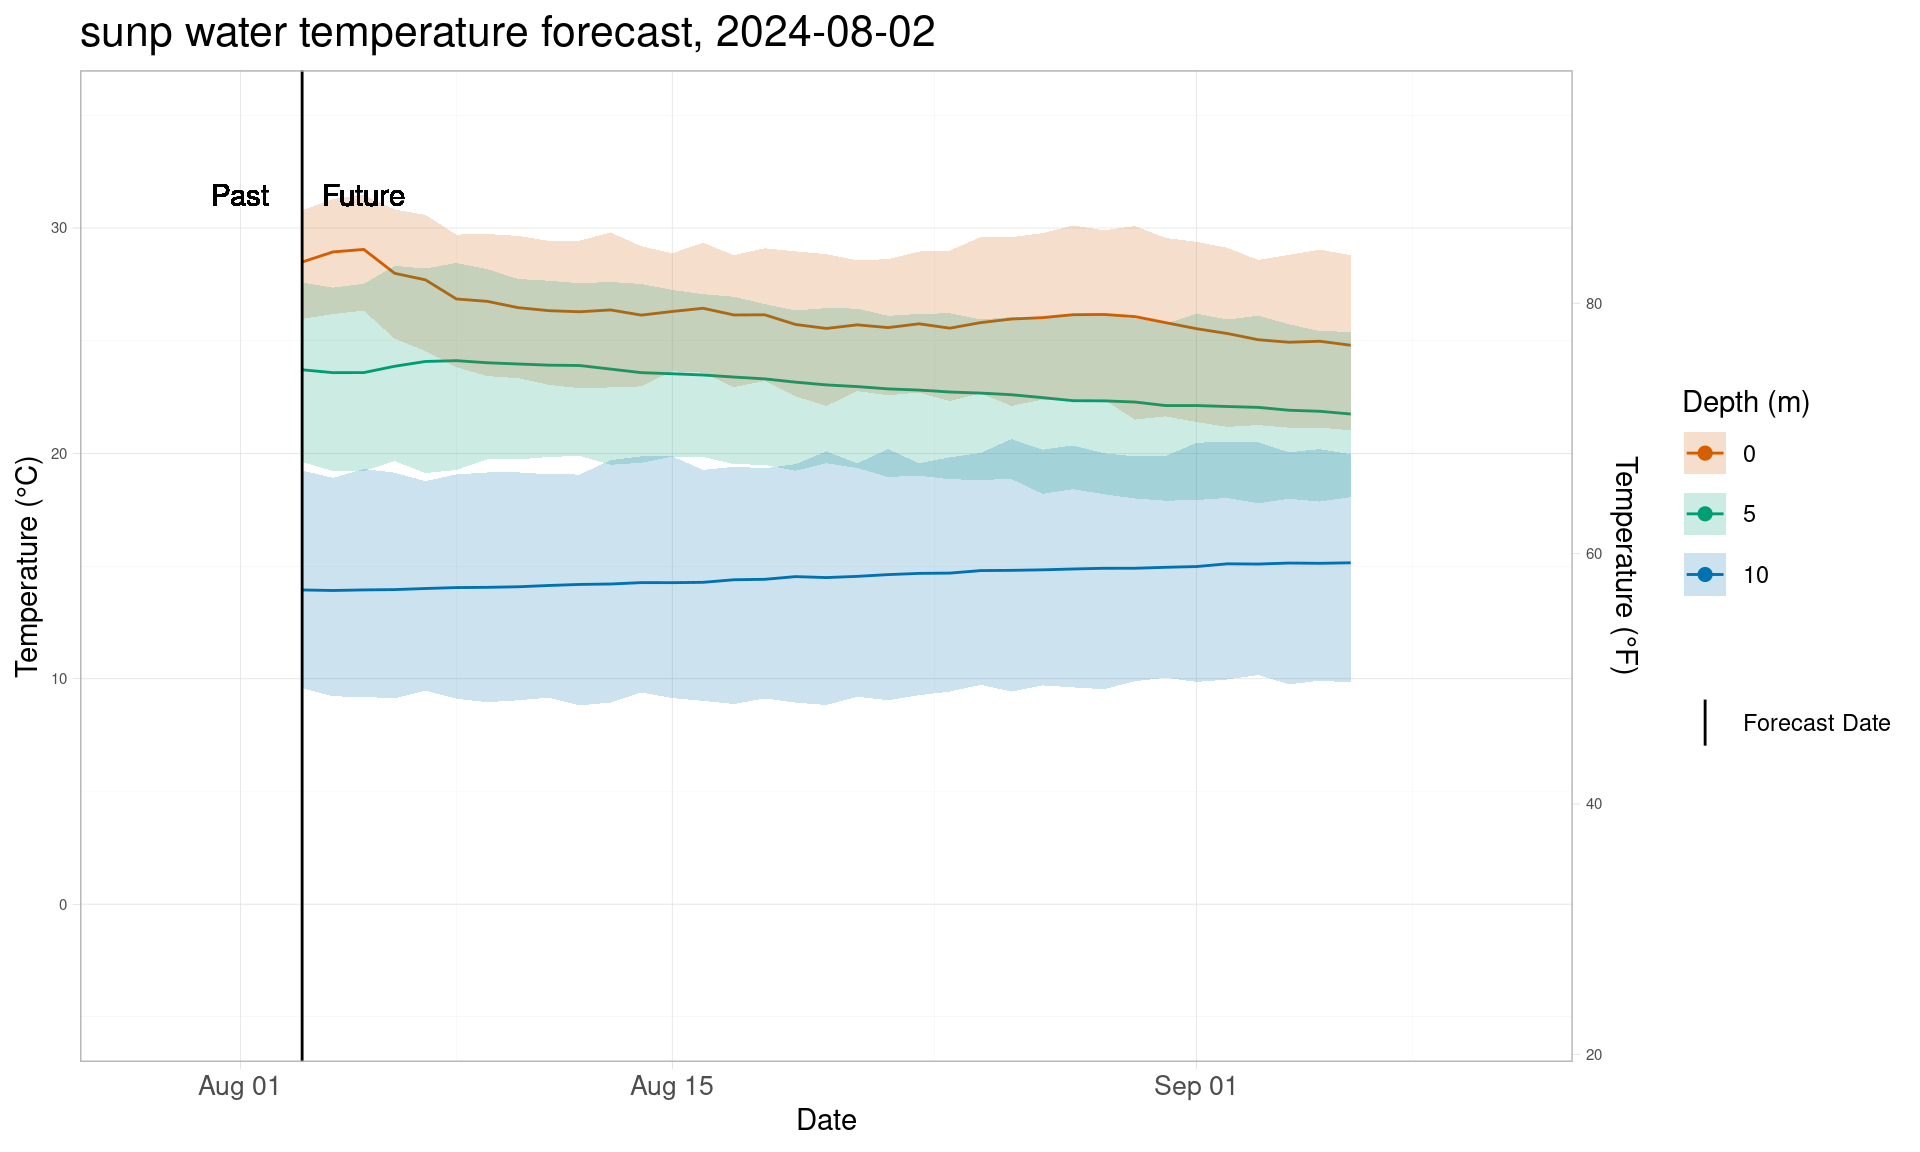 sunp water temperature forecast, 2024-08-02
Past
Future
30
20
10
0
Temperature (°C)
80
60
40
20
Temperature (°F)
Aug 01
Aug 15
Sep 01
Date
Depth (m)
0
5
10
Forecast Date